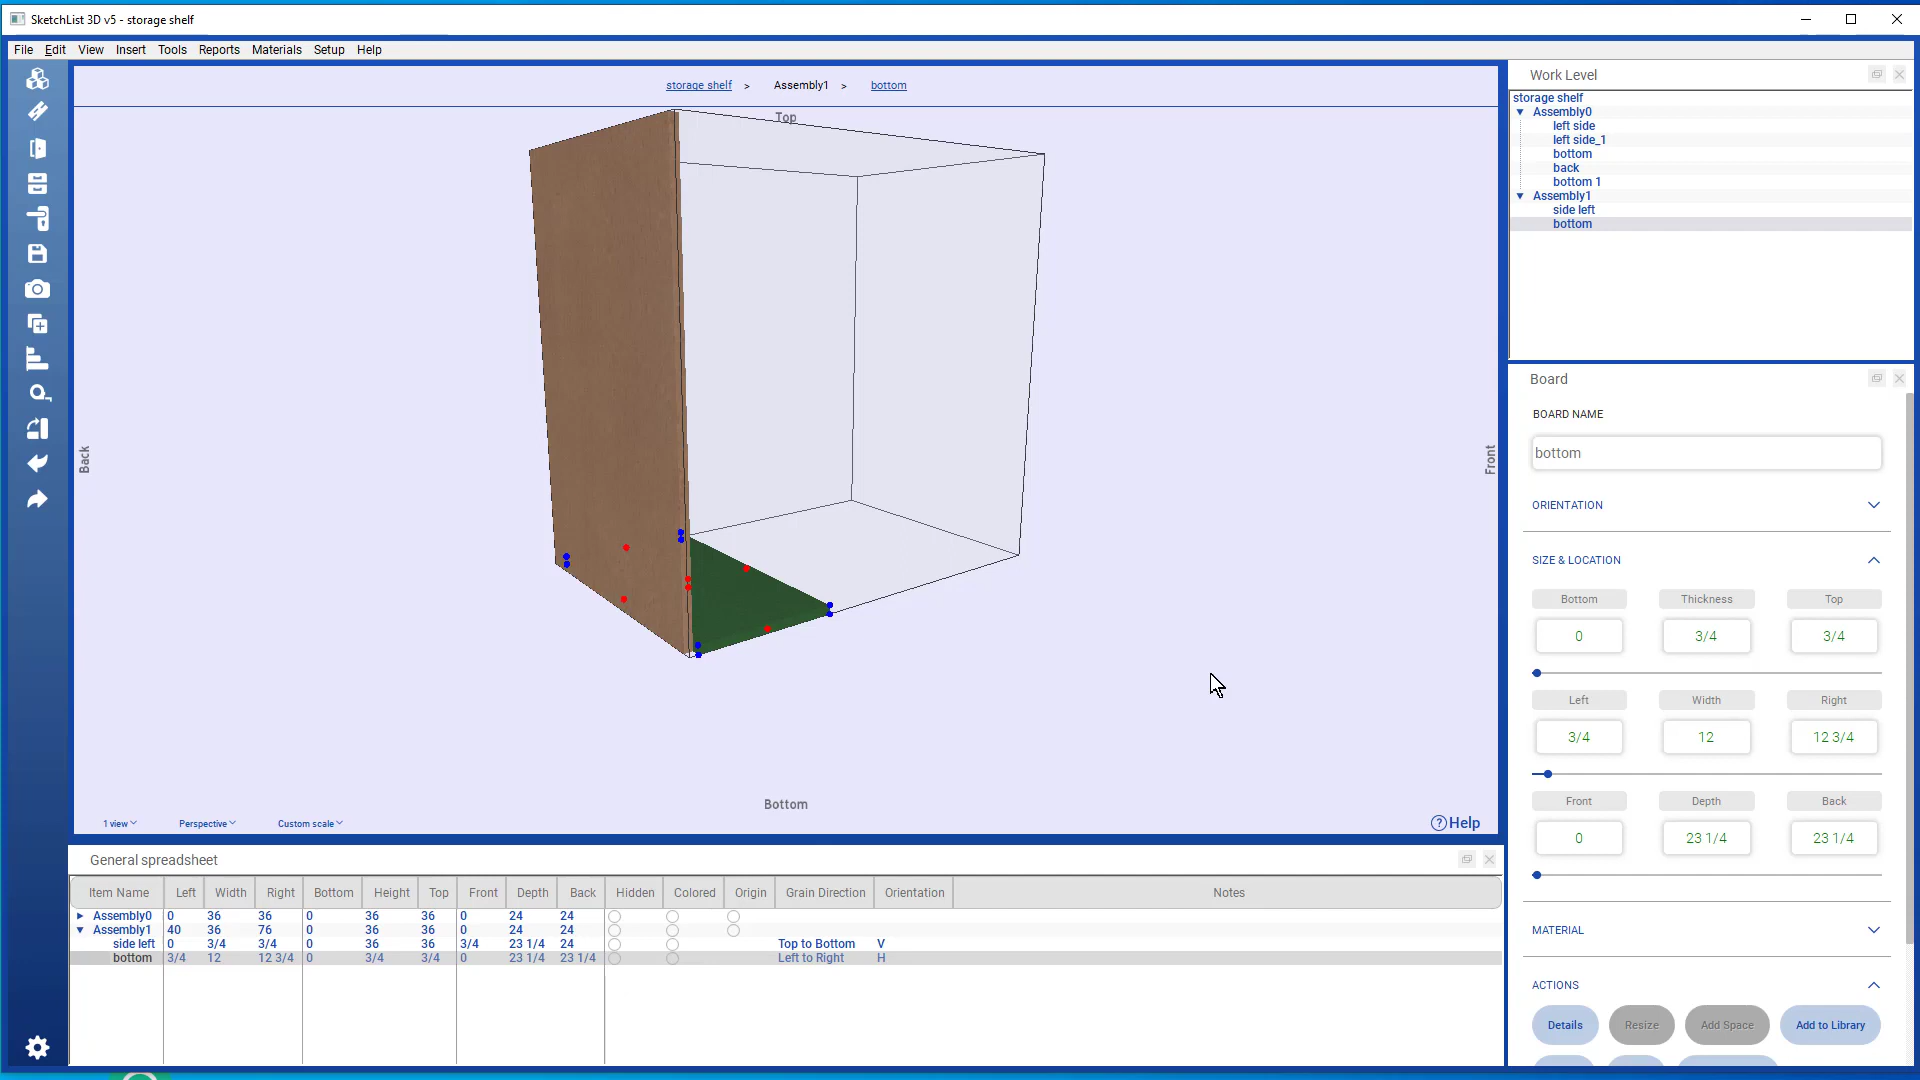 SketchList 3D v5 - storage shelf
File Edit View Insert Tools Reports Materials Setup Help
storage shelf > Assembly1 > bottom
Top
Back
Front
Bottom
1 view Perspective Custom scale
Help
Work Level
storage shelf
Assembly0
left side
left side_1
bottom
back
bottom 1
Assembly1
side left
bottom
Board
BOARD NAME
bottom
ORIENTATION
SIZE & LOCATION
Bottom Thickness Top
0 3/4 3/4
Left Width Right
3/4 12 12 3/4
Front Depth Back
0 23 1/4 23 1/4
MATERIAL
ACTIONS
Details Resize Add Space Add to Library
General spreadsheet
Item Name Left Width Right Bottom Height Top Front Depth Back Hidden Colored Origin Grain Direction Orientation Notes
Assembly0 0 36 36 0 36 36 0 24 24
Assembly1 40 36 76 0 36 36 0 24 24
side left 0 3/4 3/4 0 36 36 3/4 23 1/4 24 Top to Bottom V
bottom 3/4 12 12 3/4 0 3/4 3/4 0 23 1/4 23 1/4 Left to Right H